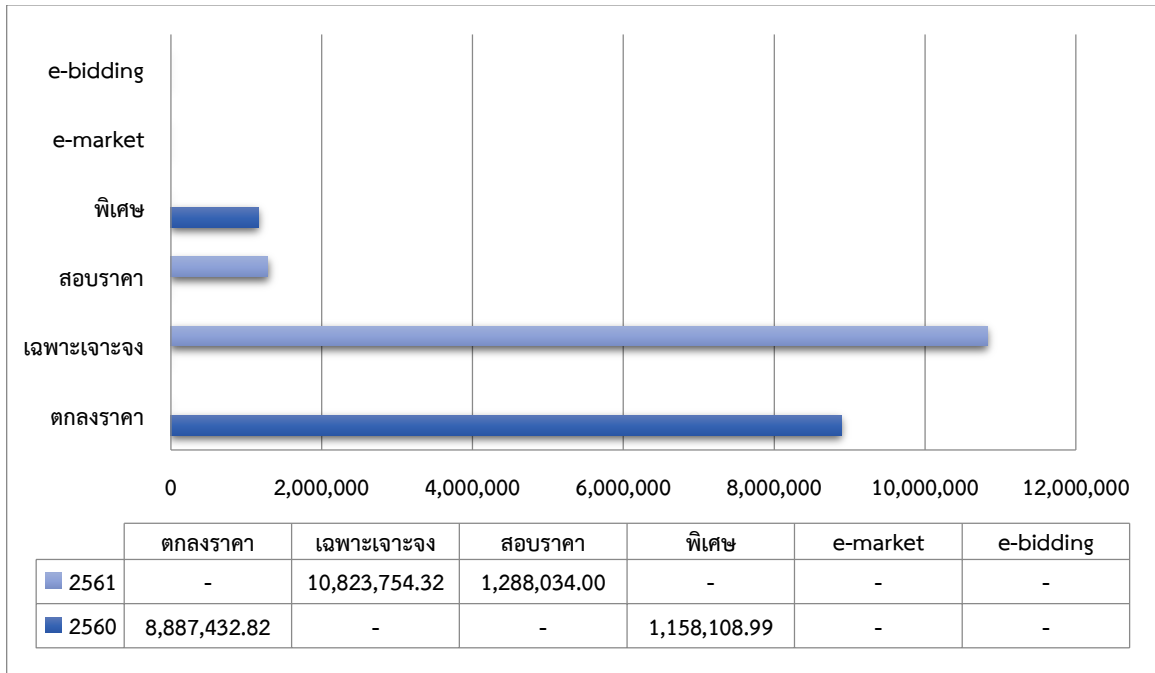 e-bidding
e-market
พิเศษ
สอบราคา
เฉพาะเจาะจง
ตกลงราคา
0 2,000,000 4,000,000 6,000,000 8,000,000 10,000,000 12,000,000
ตกลงราคา เฉพาะเจาะจง สอบราคา พิเศษ e-market e-bidding
2561 - 10,823,754.32 1,288,034.00 - - -
2560 8,887,432.82 - - 1,158,108.99 - -